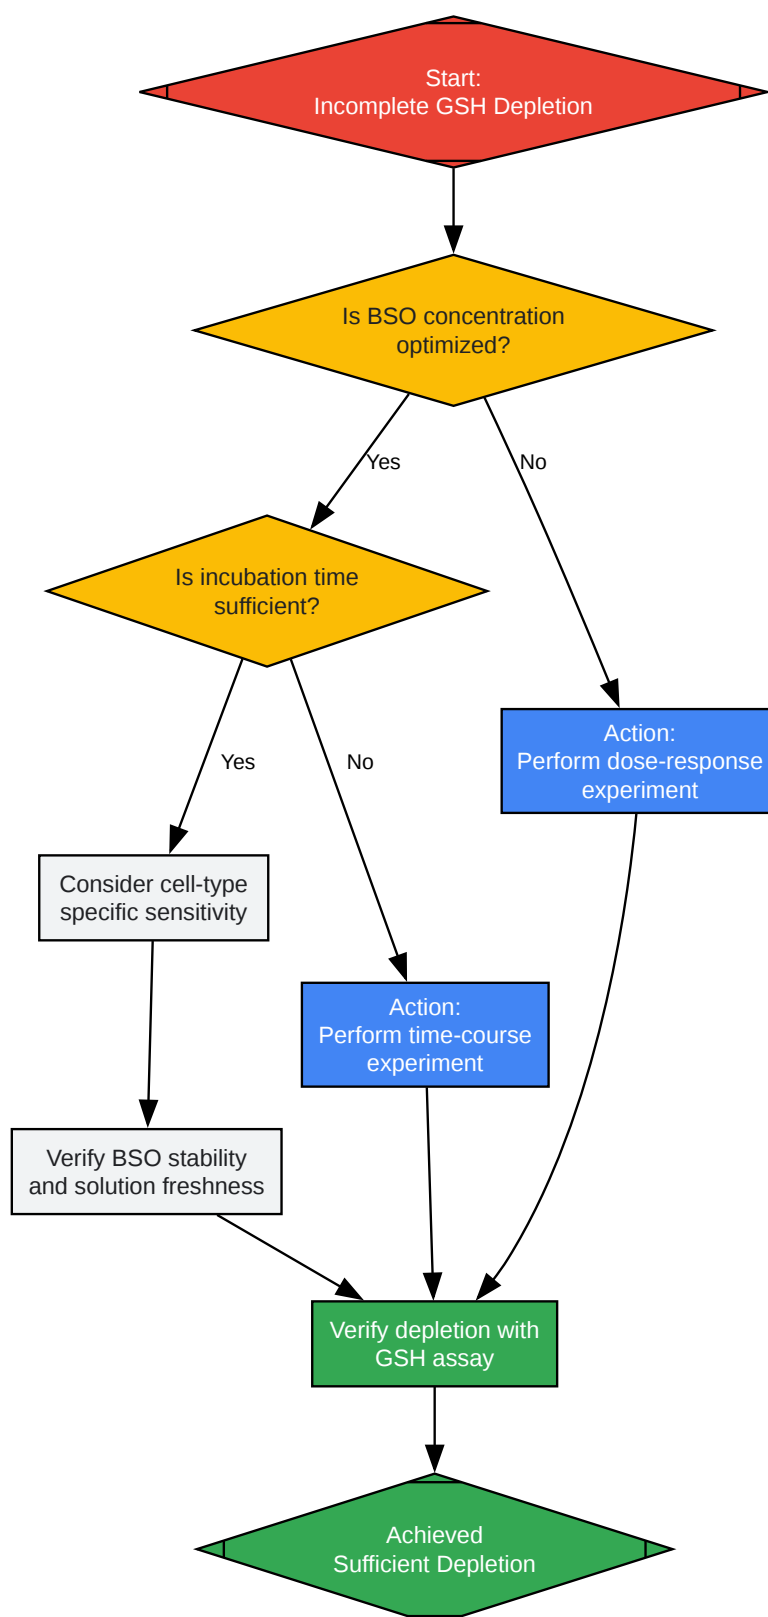 Start:
Incomplete GSH Depletion
Is BSO concentration
optimized?
Yes
No
Is incubation time
sufficient?
Yes
No
Action:
Perform dose-response
experiment
Consider cell-type
specific sensitivity
Action:
Perform time-course
experiment
Verify BSO stability
and solution freshness
Verify depletion with
GSH assay
Achieved
Sufficient Depletion